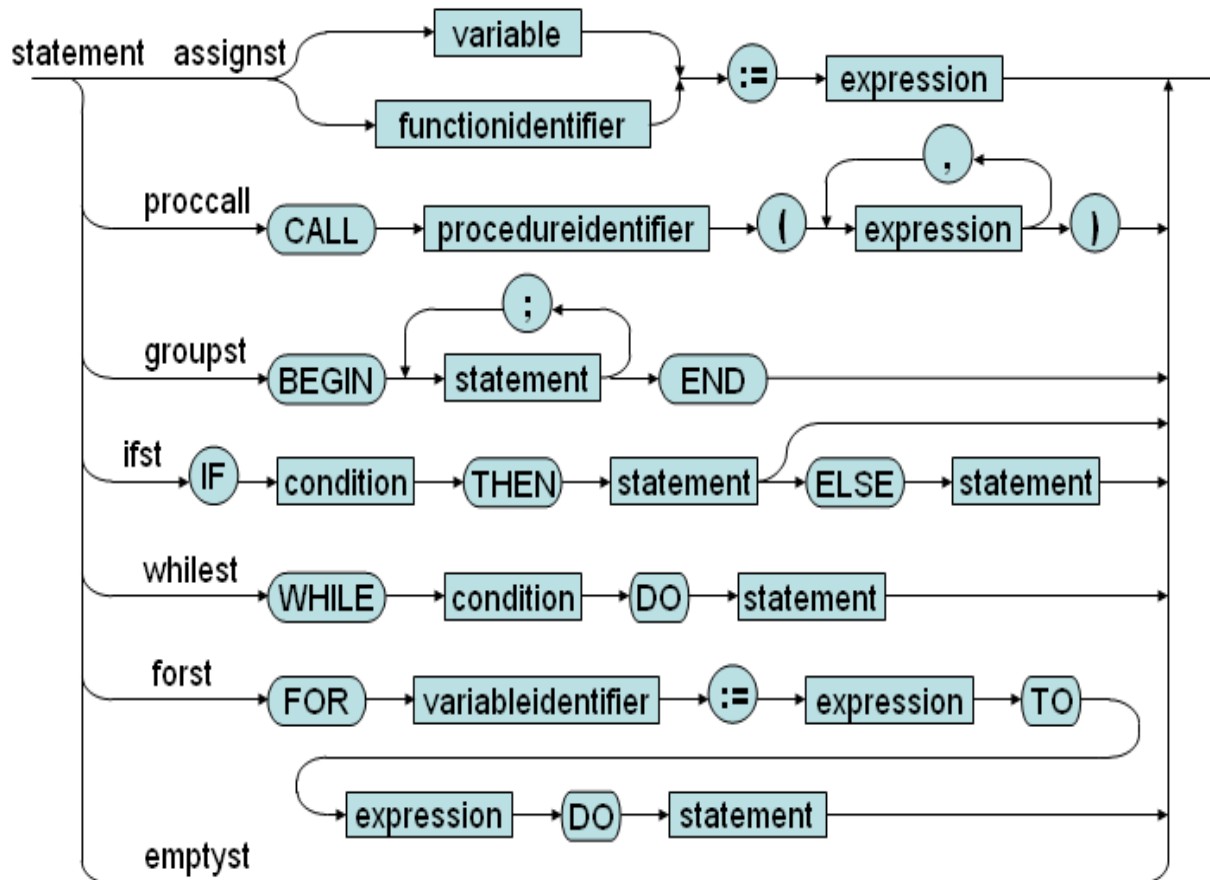 variable
statement assignst := expression
functionidentifier
,
proccall CALL procedureidentifier ( expression )
;
groupst BEGIN statement END
ifst IF condition THEN statement ELSE statement
whilest WHILE condition DO statement
forst FOR variableidentifier := expression TO
expression DO statement
emptyst